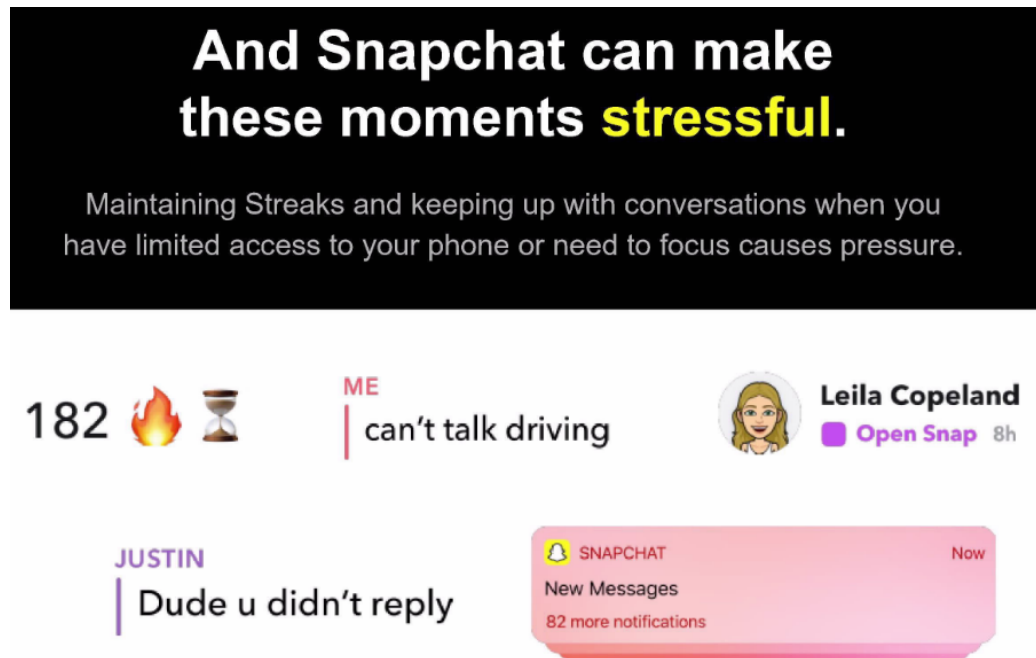 And Snapchat can make
these moments stressful.
Maintaining Streaks and keeping up with conversations when you
have limited access to your phone or need to focus causes pressure.
182 🔥 ⌛
ME
can't talk driving
Leila Copeland
Open Snap 8h
JUSTIN
Dude u didn't reply
SNAPCHAT Now
New Messages
82 more notifications